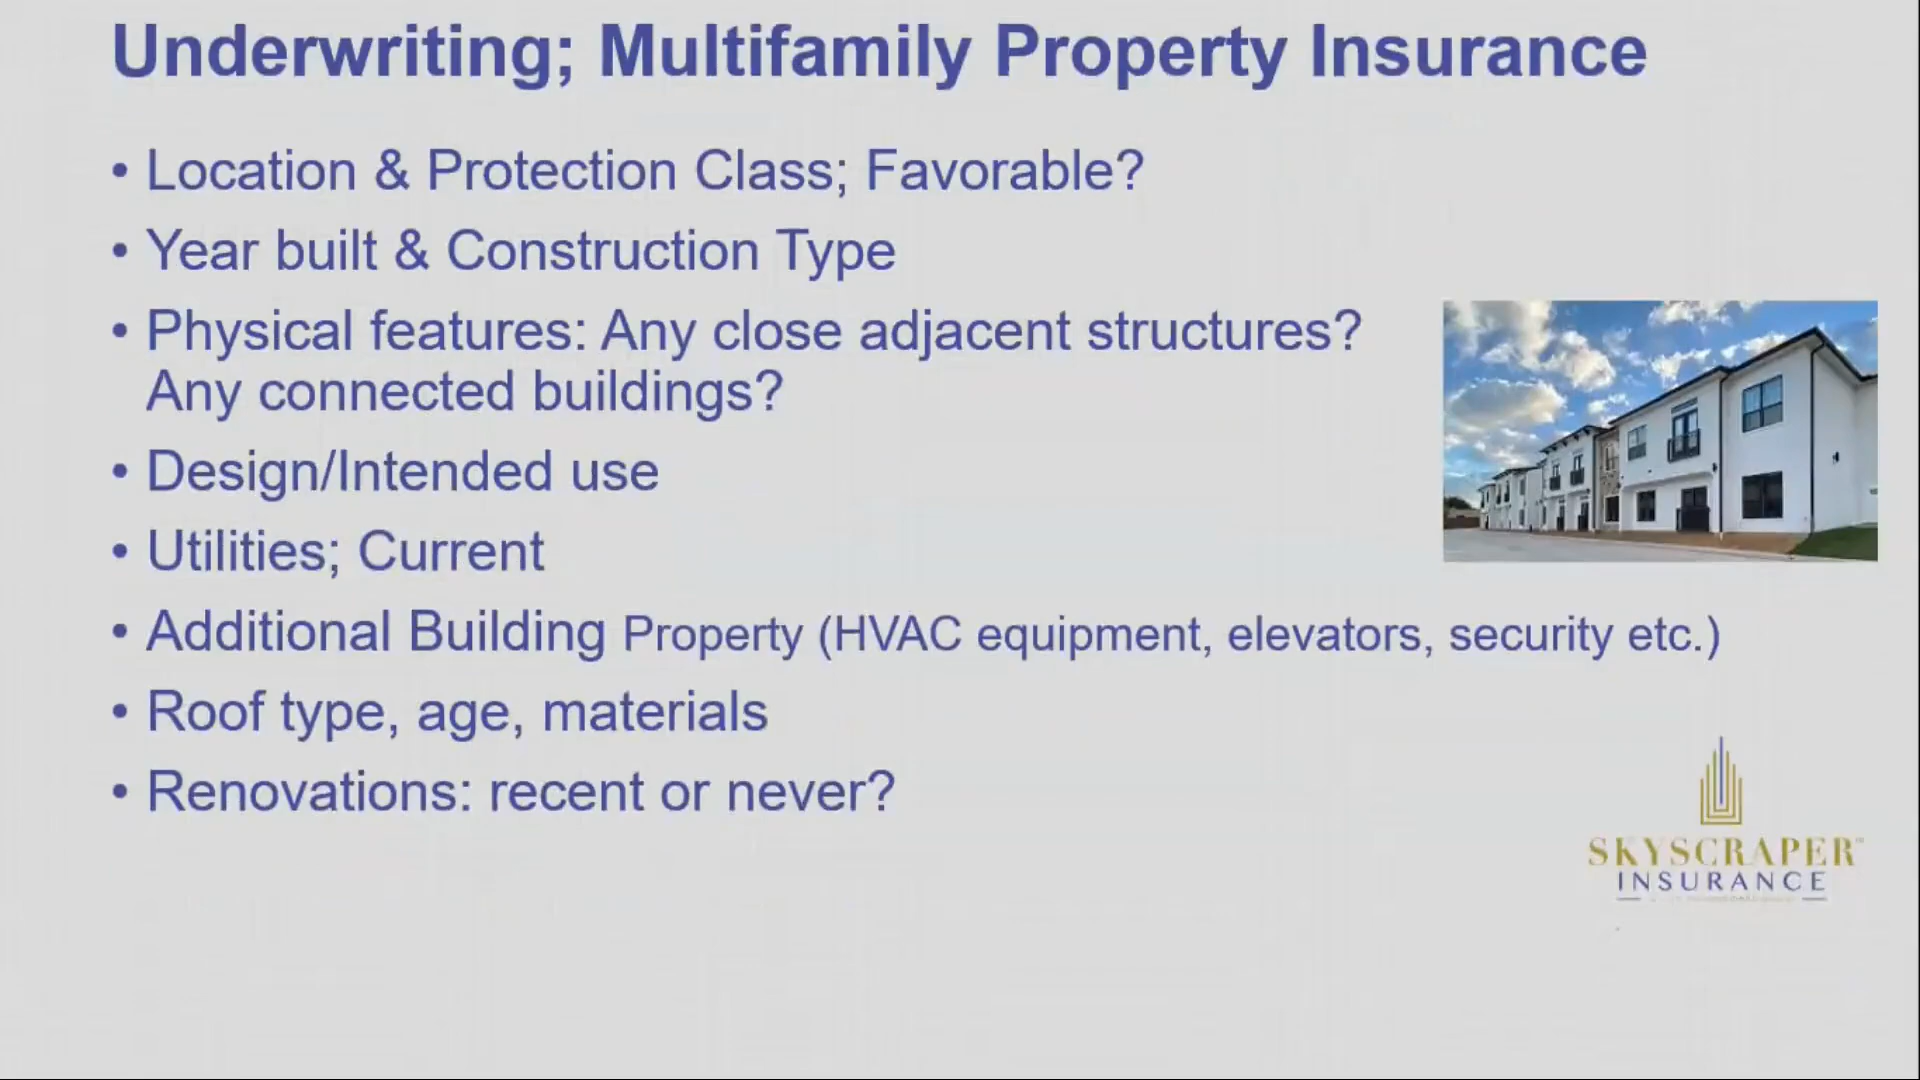 Underwriting; Multifamily Property Insurance
• Location & Protection Class; Favorable?
• Year built & Construction Type
• Physical features: Any close adjacent structures?
Any connected buildings?
• Design/Intended use
• Utilities; Current
• Additional Building Property (HVAC equipment, elevators, security etc.)
• Roof type, age, materials
• Renovations: recent or never?
SKYSCRAPER
INSURANCE